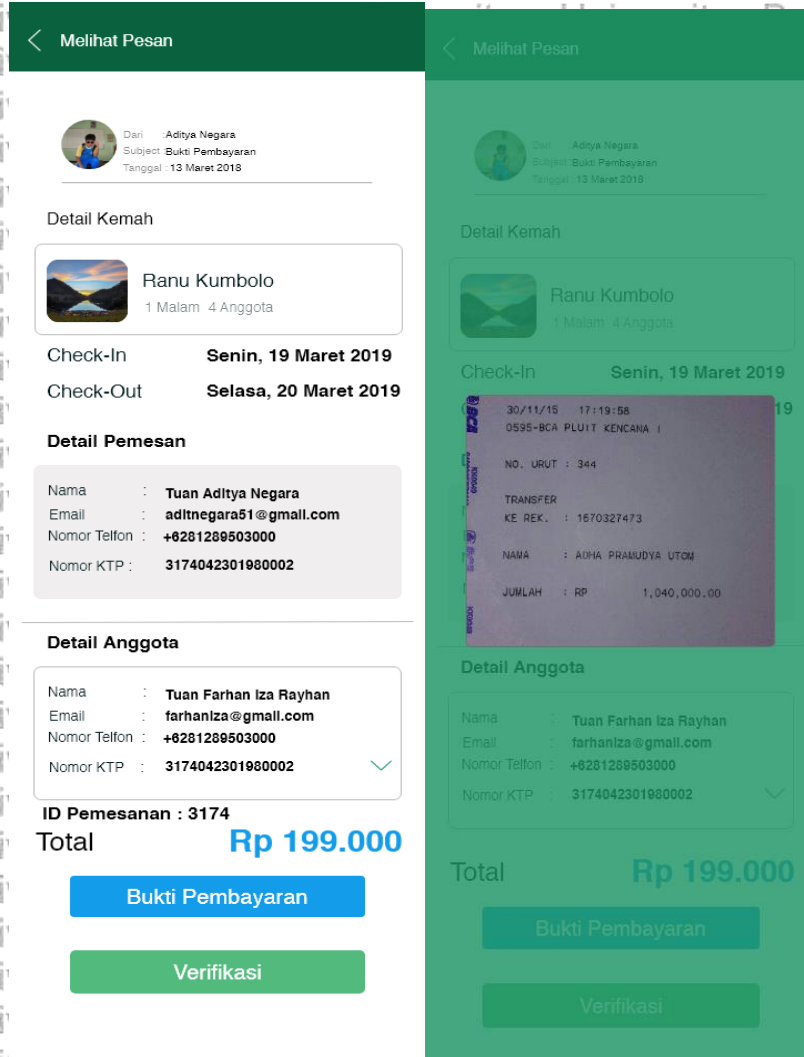 Melihat Pesan
Dari : Aditya Negara
Subject : Bukti Pembayaran
Tanggal : 13 Maret 2018
Detail Kemah
Ranu Kumbolo
1 Malam 4 Anggota
Check-In Senin, 19 Maret 2019
Check-Out Selasa, 20 Maret 2019
Detail Pemesan
Nama : Tuan Aditya Negara
Email : aditnegara51@gmail.com
Nomor Telfon : +6281289503000
Nomor KTP : 3174042301980002
Detail Anggota
Nama : Tuan Farhan Iza Rayhan
Email : farhaniza@gmail.com
Nomor Telfon : +6281289503000
Nomor KTP : 3174042301980002
ID Pemesanan : 3174
Total Rp 199.000
Bukti Pembayaran
Verifikasi
Melihat Pesan
Dari : Aditya Negara
Subject : Bukti Pembayaran
Tanggal : 13 Maret 2018
Detail Kemah
Ranu Kumbolo
1 Malam 4 Anggota
Check-In Senin, 19 Maret 2019
19
BCA
30/11/15 17:19:58
0595-BCA PLUIT KENCANA I
NO. URUT : 344
TRANSFER
KE REK. : 1670327473
NAMA : ADHA PRAMUDYA UTOM
JUMLAH : RP 1,040,000.00
Detail Anggota
Nama : Tuan Farhan Iza Rayhan
Email : farhaniza@gmail.com
Nomor Telfon : +6281289503000
Nomor KTP : 3174042301980002
Total Rp 199.000
Bukti Pembayaran
Verifikasi